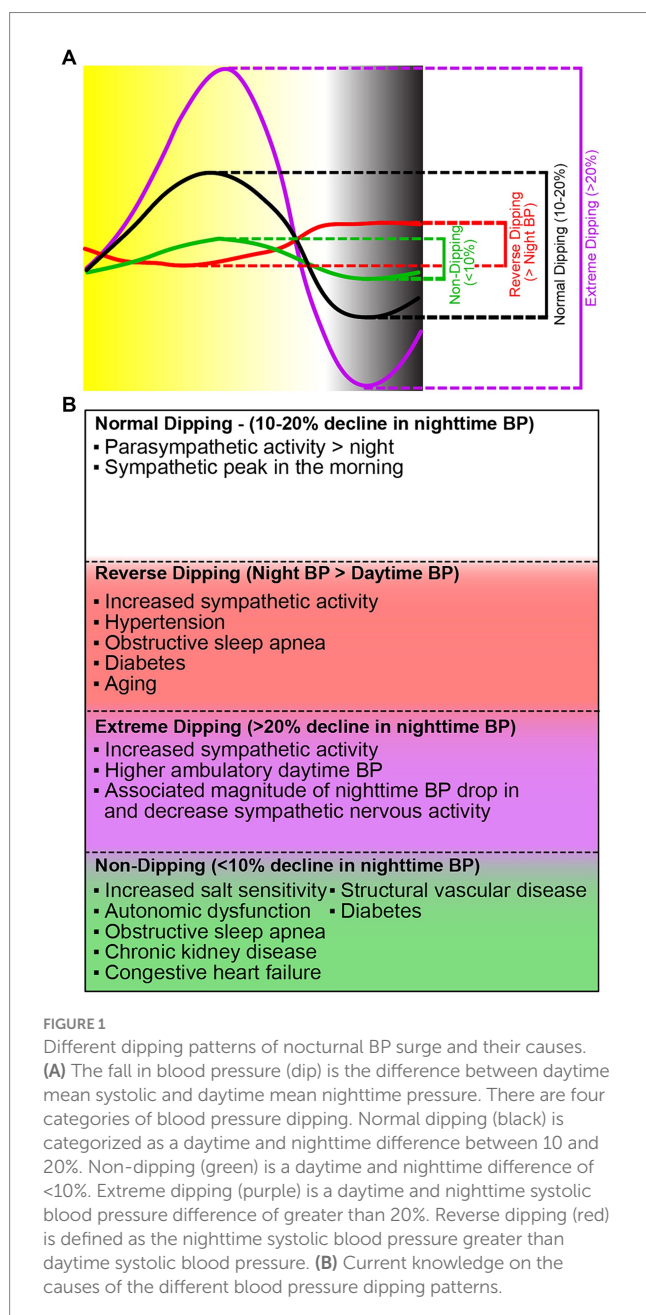 A
Non-Dipping
(<10%)
Reverse Dipping
(> Night BP)
Normal Dipping (10-20%)
Extreme Dipping (>20%)
B
Normal Dipping - (10-20% decline in nighttime BP)
▪ Parasympathetic activity > night
▪ Sympathetic peak in the morning
Reverse Dipping (Night BP > Daytime BP)
▪ Increased sympathetic activity
▪ Hypertension
▪ Obstructive sleep apnea
▪ Diabetes
▪ Aging
Extreme Dipping (>20% decline in nighttime BP)
▪ Increased sympathetic activity
▪ Higher ambulatory daytime BP
▪ Associated magnitude of nighttime BP drop in
and decrease sympathetic nervous activity
Non-Dipping (<10% decline in nighttime BP)
▪ Increased salt sensitivity ▪ Structural vascular disease
▪ Autonomic dysfunction ▪ Diabetes
▪ Obstructive sleep apnea
▪ Chronic kidney disease
▪ Congestive heart failure
FIGURE 1
Different dipping patterns of nocturnal BP surge and their causes.
(A) The fall in blood pressure (dip) is the difference between daytime
mean systolic and daytime mean nighttime pressure. There are four
categories of blood pressure dipping. Normal dipping (black) is
categorized as a daytime and nighttime difference between 10 and
20%. Non-dipping (green) is a daytime and nighttime difference of
<10%. Extreme dipping (purple) is a daytime and nighttime systolic
blood pressure difference of greater than 20%. Reverse dipping (red)
is defined as the nighttime systolic blood pressure greater than
daytime systolic blood pressure. (B) Current knowledge on the
causes of the different blood pressure dipping patterns.